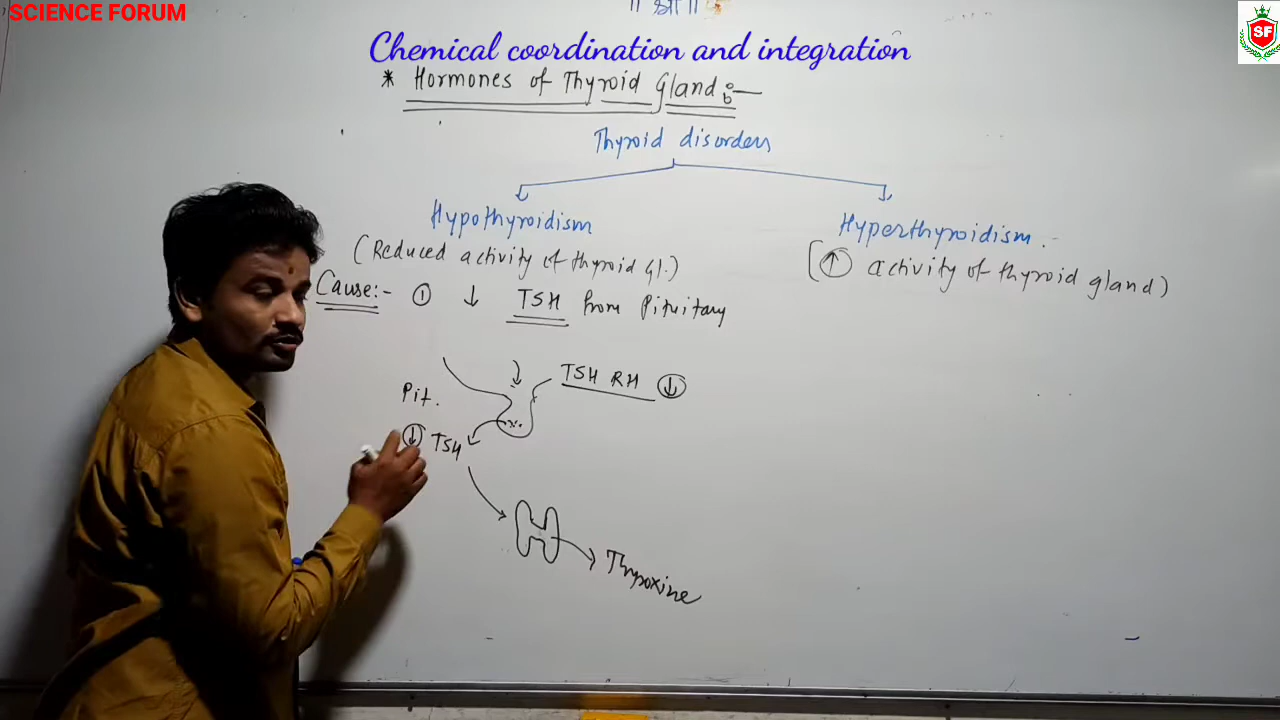 SCIENCE FORUM
SF
|| श्री ||
Chemical coordination and integration
* Hormones of Thyroid Gland :—
Thyroid disorders
Hypothyroidism
Hyperthyroidism.-
(Reduced activity of thyroid Gl.)
(↑ activity of thyroid gland)
Cause:- ① ↓ TSH from Pituitary
TSH RH ↓
Pit.
↓ TSH
Thyroxine